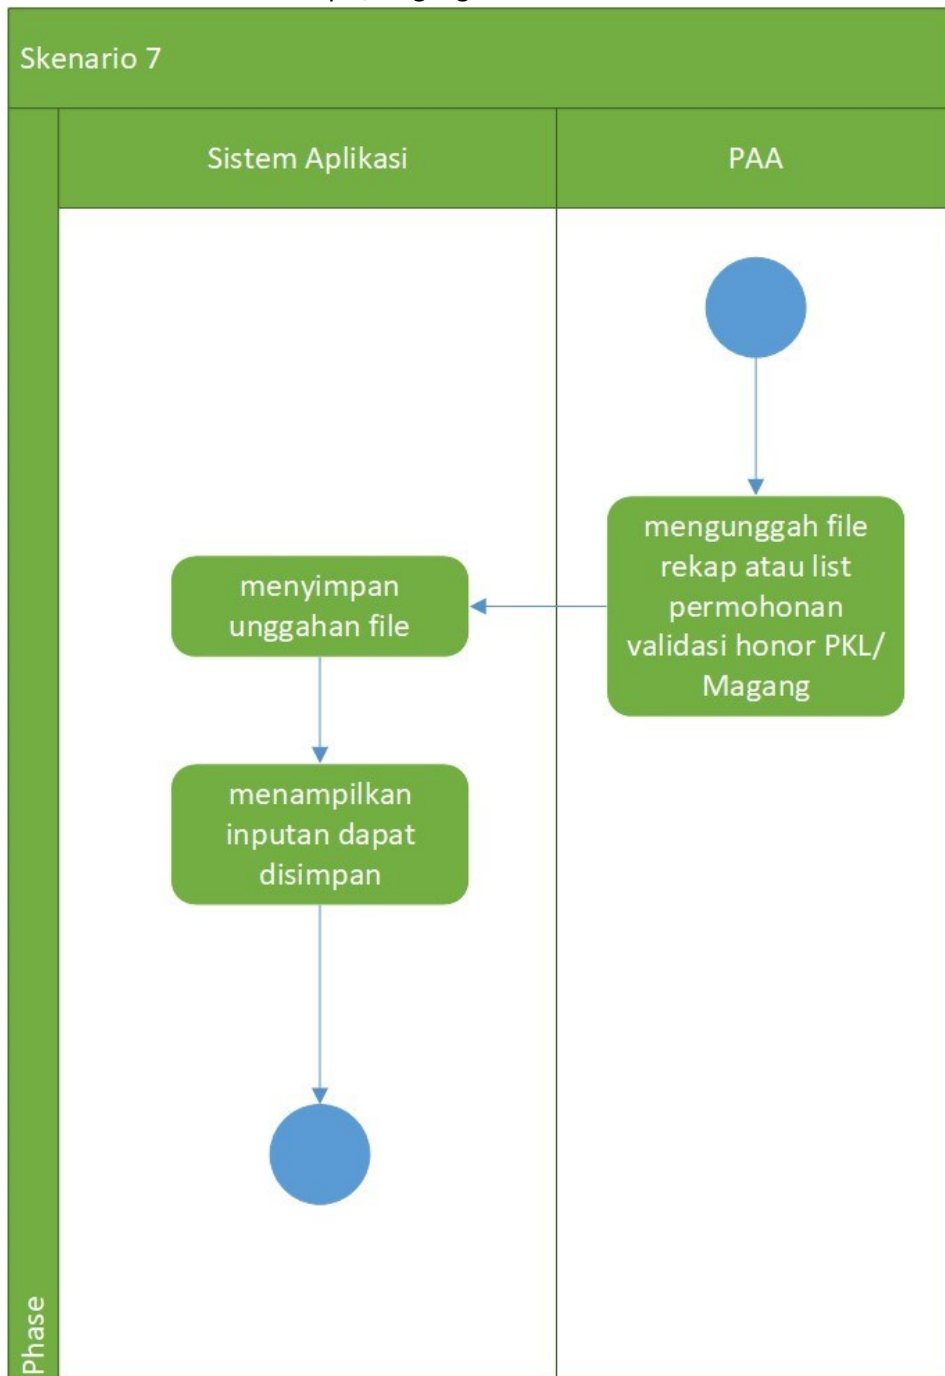 Skenario 7
Sistem Aplikasi
PAA
mengunggah file
rekap atau list
permohonan
validasi honor PKL/
Magang
menyimpan
unggahan file
menampilkan
inputan dapat
disimpan
Phase